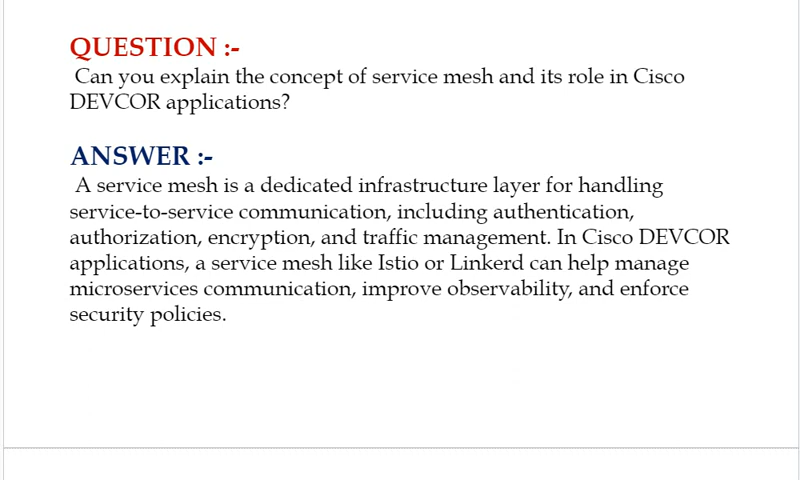 QUESTION :-
Can you explain the concept of service mesh and its role in Cisco
DEVCOR applications?
ANSWER :-
A service mesh is a dedicated infrastructure layer for handling
service-to-service communication, including authentication,
authorization, encryption, and traffic management. In Cisco DEVCOR
applications, a service mesh like Istio or Linkerd can help manage
microservices communication, improve observability, and enforce
security policies.